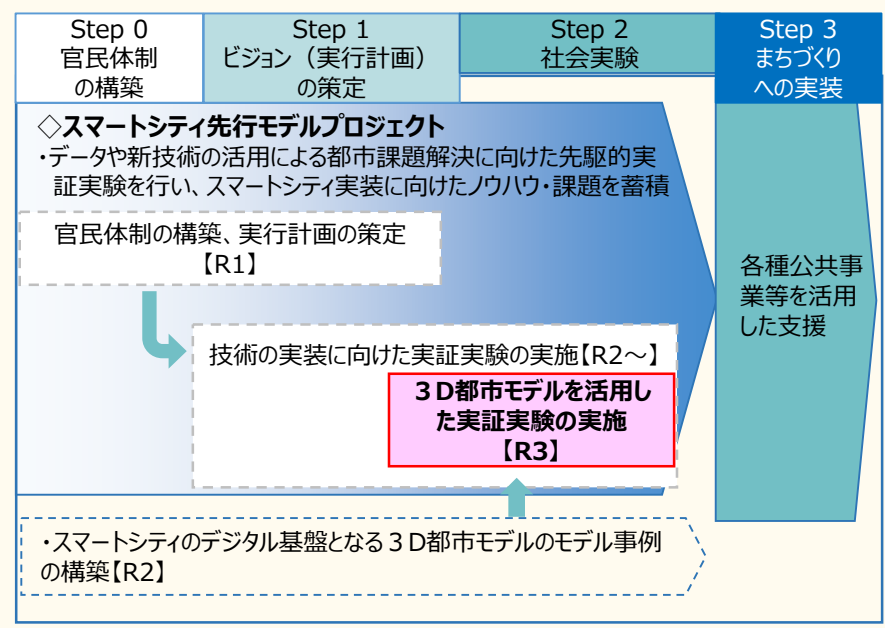 Step 0
官民体制
の構築
Step 1
ビジョン（実行計画）
の策定
Step 2
社会実験
Step 3
まちづくり
への実装
◇スマートシティ先行モデルプロジェクト
・データや新技術の活用による都市課題解決に向けた先駆的実
証実験を行い、スマートシティ実装に向けたノウハウ・課題を蓄積
官民体制の構築、実行計画の策定
【R1】
技術の実装に向けた実証実験の実施【R2～】
３D都市モデルを活用し
た実証実験の実施
【R3】
各種公共事
業等を活用
した支援
・スマートシティのデジタル基盤となる３D都市モデルのモデル事例
の構築【R2】